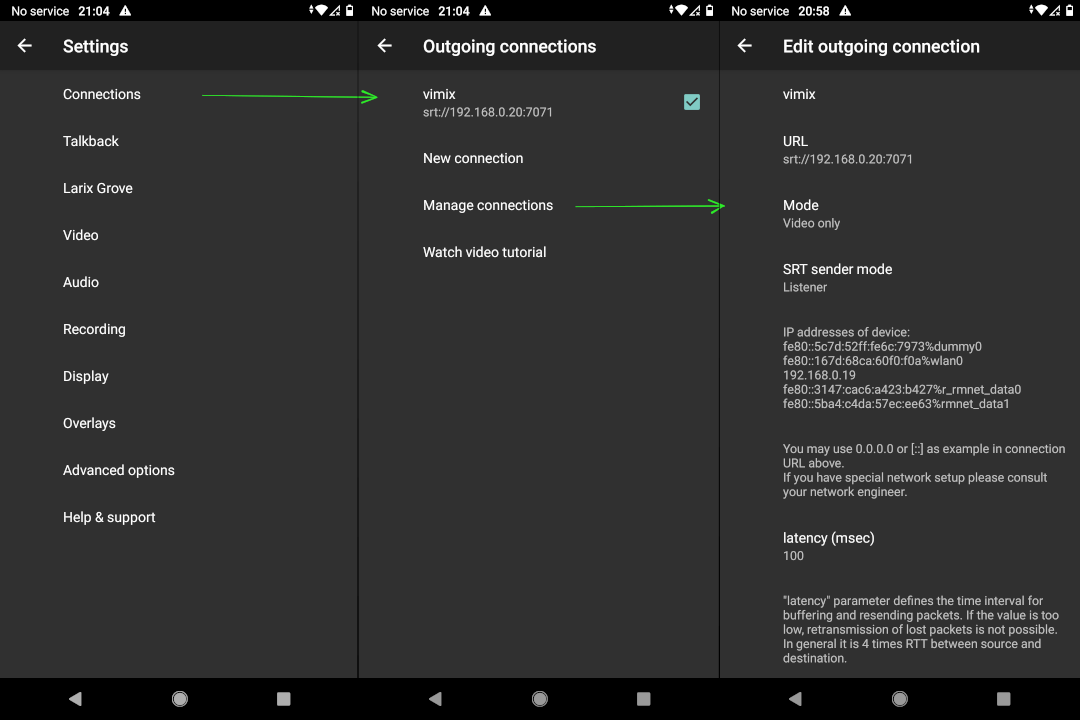 No service 21:04
Settings
Connections
Talkback
Larix Grove
Video
Audio
Recording
Display
Overlays
Advanced options
Help & support
No service 21:04
Outgoing connections
vimix
srt://192.168.0.20:7071
New connection
Manage connections
Watch video tutorial
No service 20:58
Edit outgoing connection
vimix
URL
srt://192.168.0.20:7071
Mode
Video only
SRT sender mode
Listener
IP addresses of device:
fe80::5c7d:52ff:fe6c:7973%dummy0
fe80::167d:68ca:60f0:f0a%wlan0
192.168.0.19
fe80::3147:cac6:a423:b427%r_rmnet_data0
fe80::5ba4:c4da:57ec:ee63%rmnet_data1
You may use 0.0.0.0 or [::] as example in connection
URL above.
If you have special network setup please consult
your network engineer.
latency (msec)
100
"latency" parameter defines the time interval for
buffering and resending packets. If the value is too
low, retransmission of lost packets is not possible.
In general it is 4 times RTT between source and
destination.